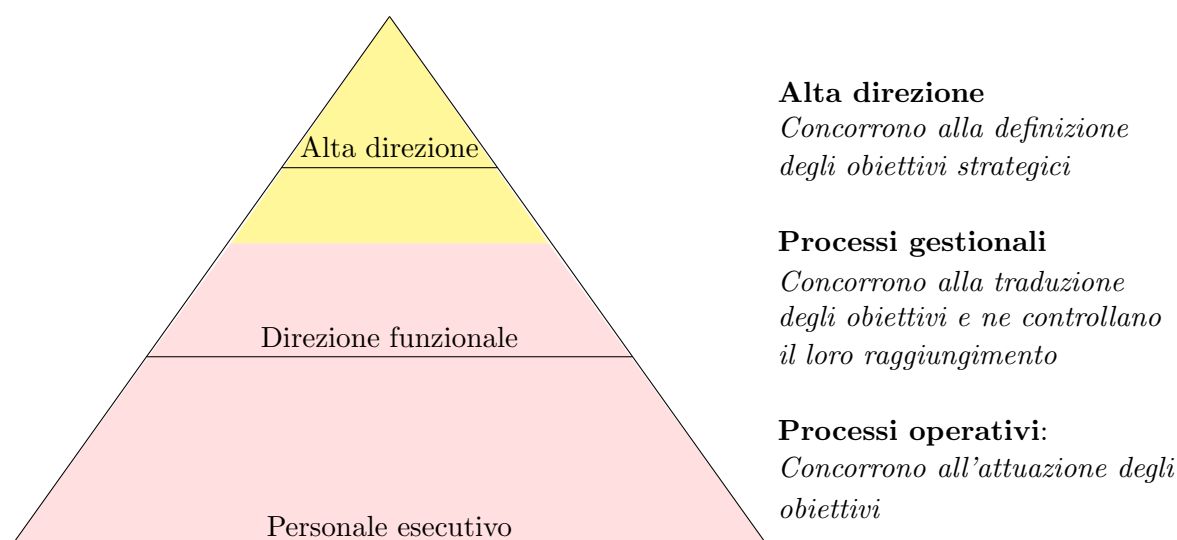 Alta direzione
Direzione funzionale
Personale esecutivo
Alta direzione
Concorrono alla definizione
degli obiettivi strategici
Processi gestionali
Concorrono alla traduzione
degli obiettivi e ne controllano
il loro raggiungimento
Processi operativi:
Concorrono all'attuazione degli
obiettivi